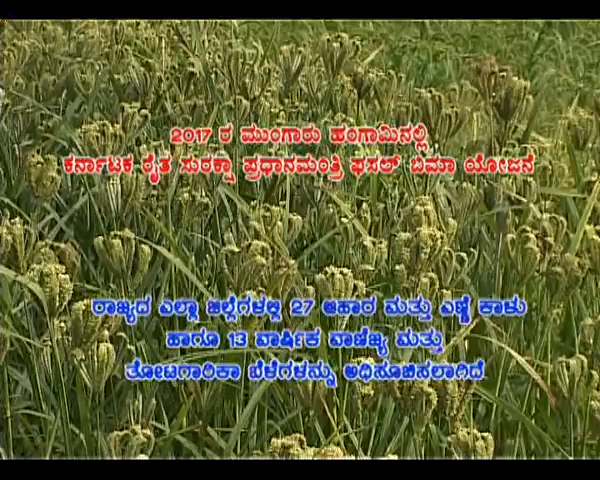 2017 ರ ಮುಂಗಾರು ಹಂಗಾಮಿನಲ್ಲಿ
ಕರ್ನಾಟಕ ರೈತ ಸುರಕ್ಷಾ ಪ್ರಧಾನಮಂತ್ರಿ ಫಸಲ್ ಬಿಮಾ ಯೋಜನೆ
ರಾಜ್ಯದ ಎಲ್ಲಾ ಜಿಲ್ಲೆಗಳಲ್ಲಿ 27 ಆಹಾರ ಮತ್ತು ಎಣ್ಣೆ ಕಾಳು
ಹಾಗೂ 13 ವಾರ್ಷಿಕ ವಾಣಿಜ್ಯ ಮತ್ತು
ತೋಟಗಾರಿಕಾ ಬೆಳೆಗಳನ್ನು ಅಧಿಸೂಚಿಸಲಾಗಿದೆ